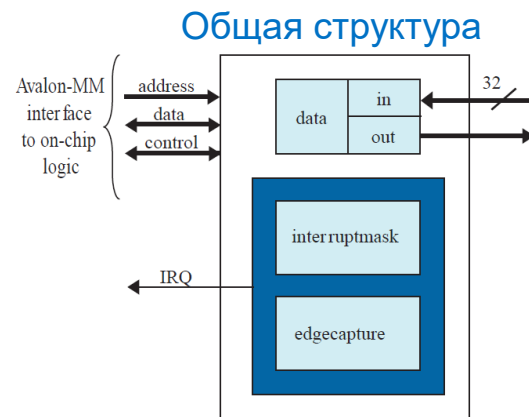 Общая структура
Avalon-MM
interface
to on-chip
logic
address
data
control
data
in
out
32
interruptmask
IRQ
edgecapture